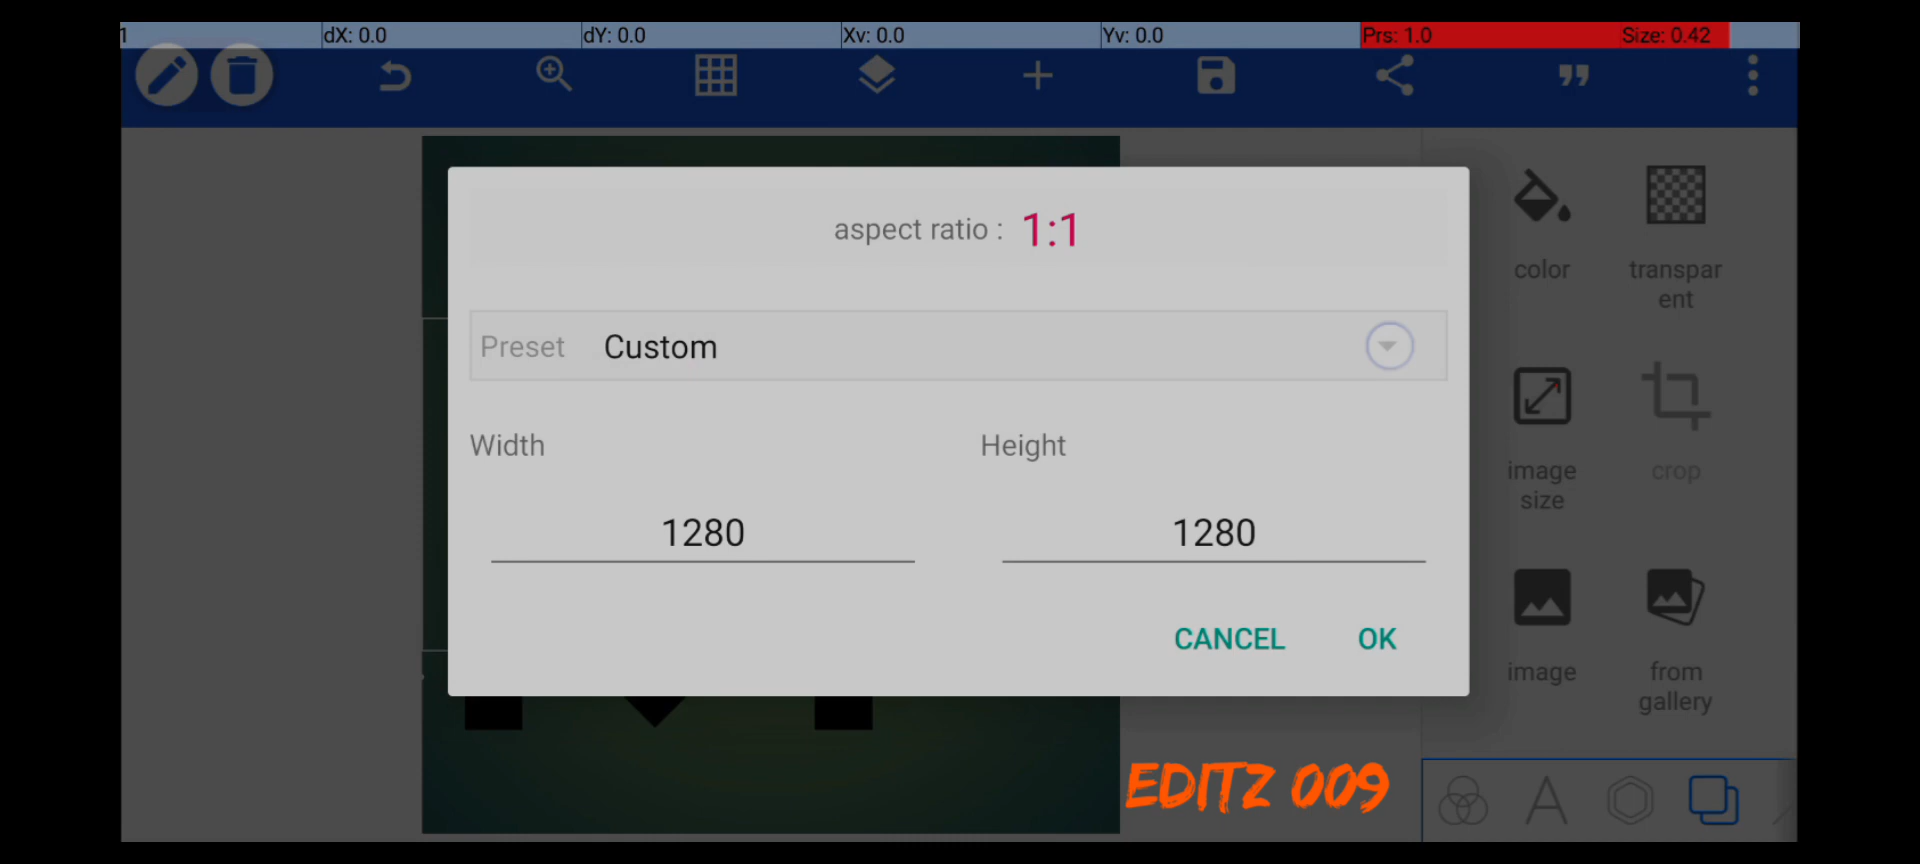 1 dX: 0.0 dY: 0.0 Xv: 0.0 Yv: 0.0 Prs: 1.0 Size: 0.42
aspect ratio : 1:1
Preset Custom
Width Height
1280 1280
CANCEL OK
color transpar
ent
image crop
size
image from
gallery
EDITZ 009